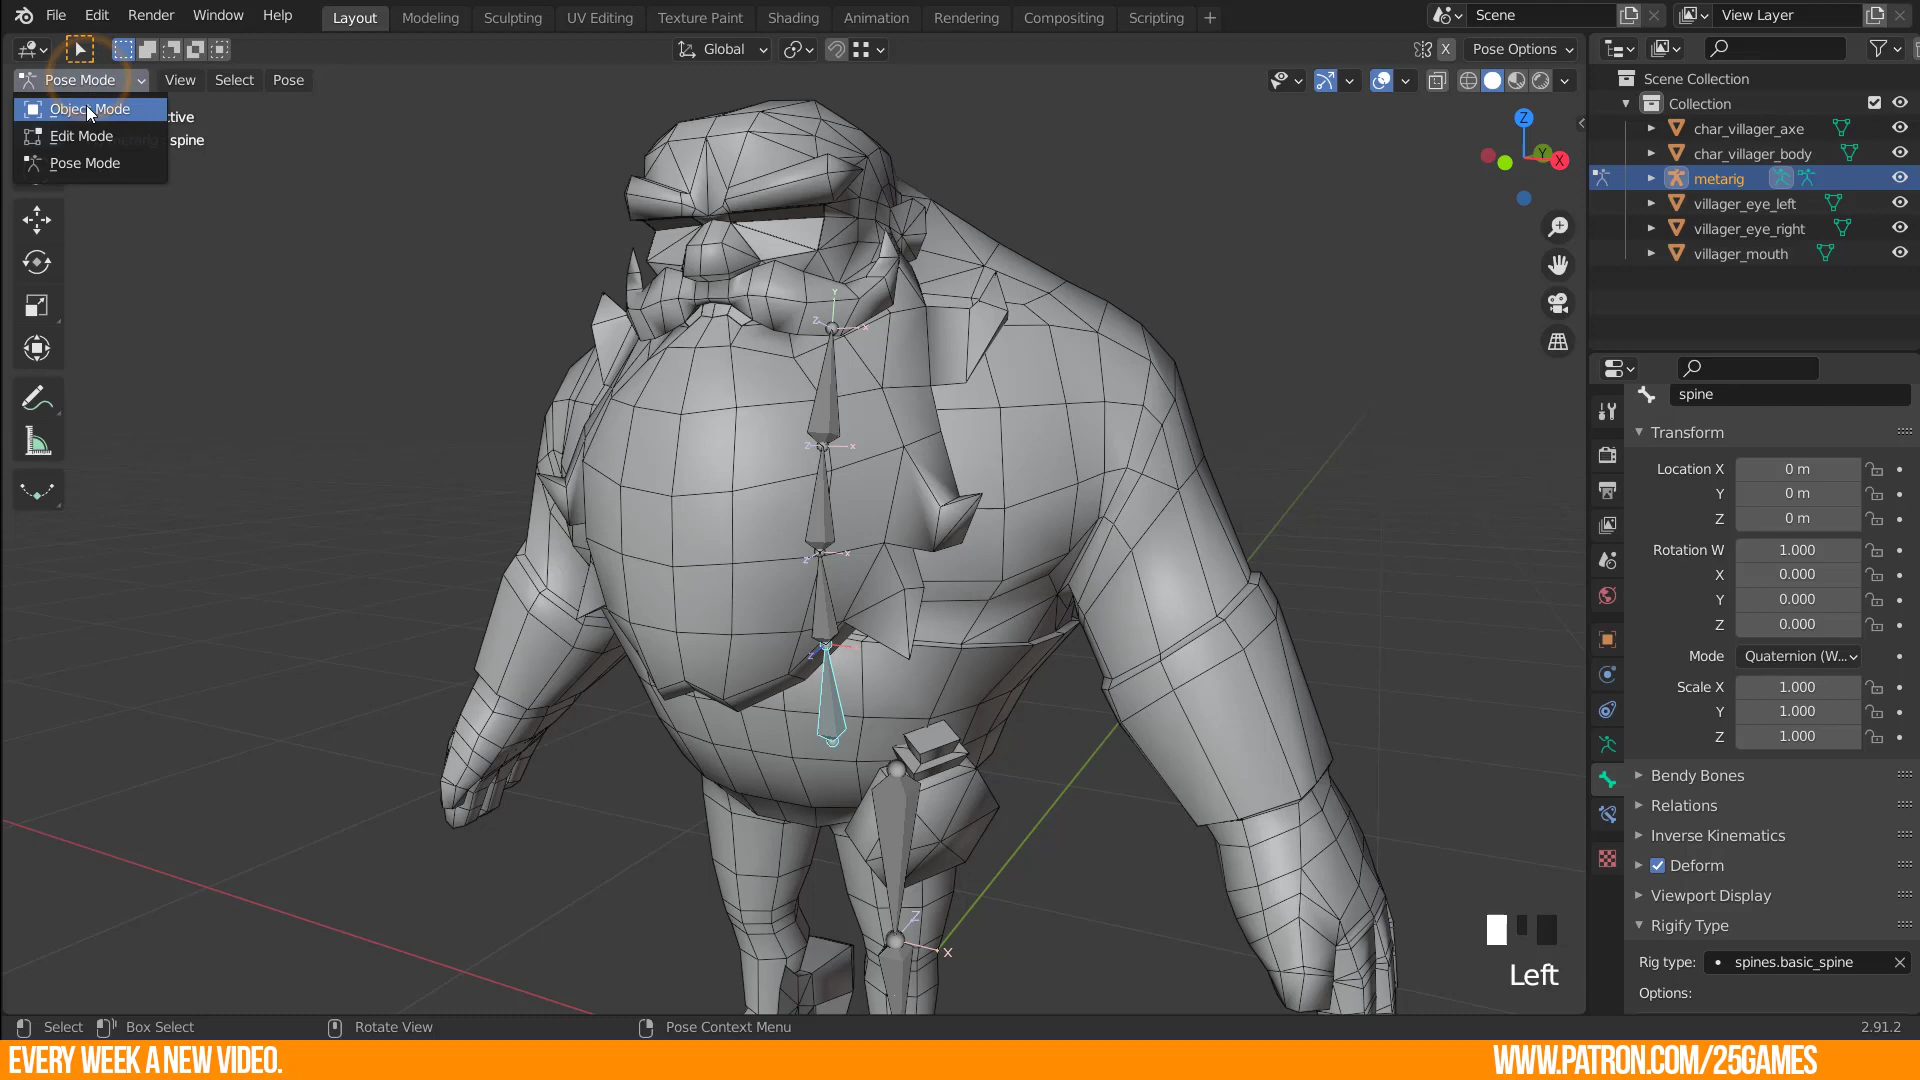 File Edit Render Window Help
Layout Modeling Sculpting UV Editing Texture Paint Shading Animation Rendering Compositing Scripting +
Scene
View Layer
Global
X
Pose Options
Pose Mode
View Select Pose
Object Mode
Edit Mode
Pose Mode
tive
spine
Z
Y
X
Scene Collection
Collection
char_villager_axe
char_villager_body
metarig
villager_eye_left
villager_eye_right
villager_mouth
spine
Transform
Location X 0 m
Y 0 m
Z 0 m
Rotation W 1.000
X 0.000
Y 0.000
Z 0.000
Mode Quaternion (W...
Scale X 1.000
Y 1.000
Z 1.000
Bendy Bones
Relations
Inverse Kinematics
Deform
Viewport Display
Rigify Type
Rig type: spines.basic_spine
Options:
Left
Select Box Select Rotate View Pose Context Menu 2.91.2
EVERY WEEK A NEW VIDEO.
WWW.PATRON.COM/25GAMES